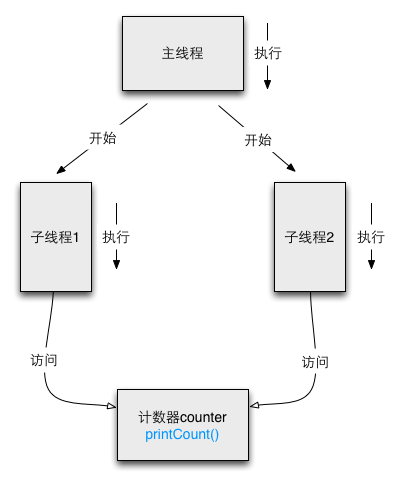 主线程
执行
开始
开始
子线程1
执行
子线程2
执行
访问
访问
计数器counter
printCount()